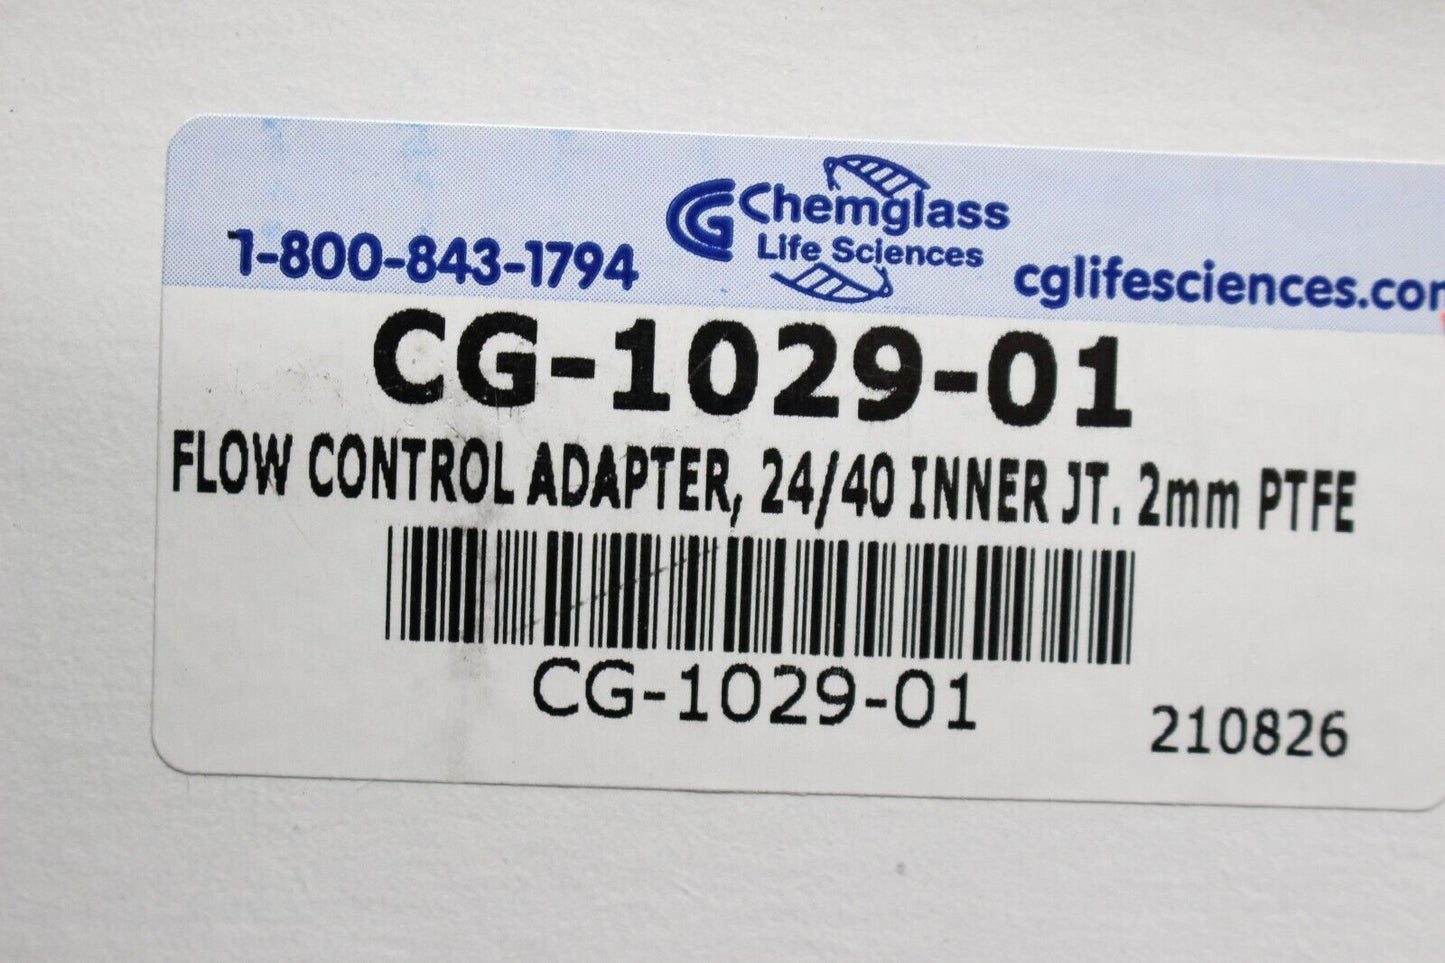 Chemglass
Life Sciences
1-800-843-1794
cglifesciences.com
CG-1029-01
FLOW CONTROL ADAPTER, 24/40 INNER JT. 2mm PTFE
CG-1029-01
210826